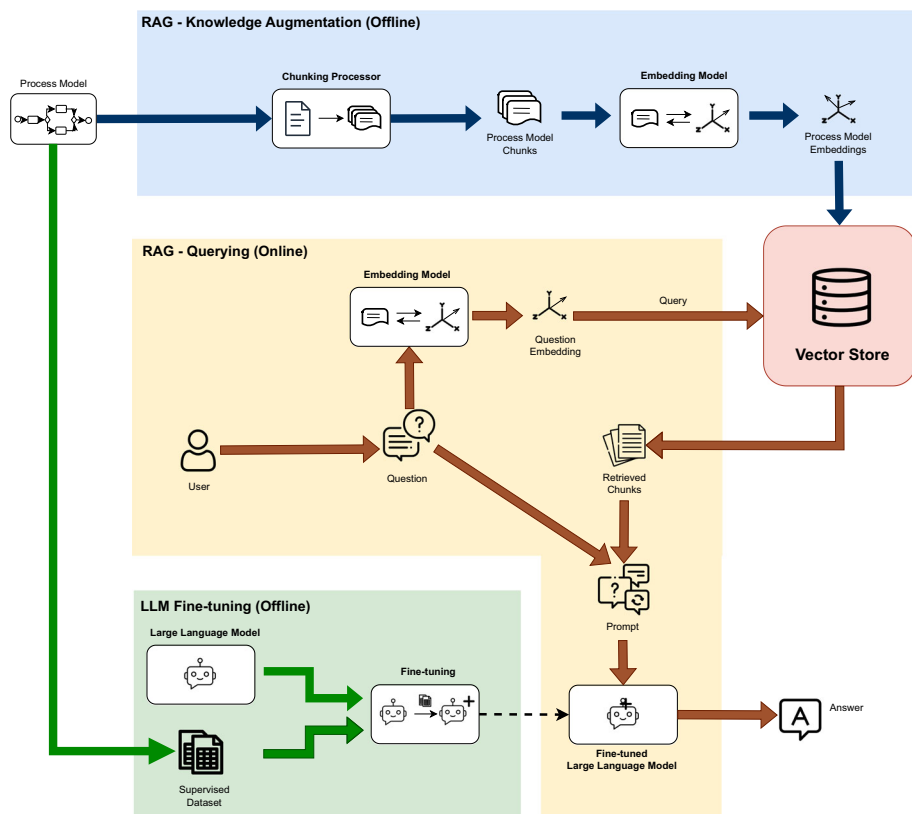 RAG - Knowledge Augmentation (Offline)
Process Model
Chunking Processor
Process Model
Chunks
Embedding Model
Y
Z
X
Y
Z
X
Process Model
Embeddings
RAG - Querying (Online)
Embedding Model
Y
Z
X
Y
Z
X
Question
Embedding
Query
Vector Store
User
?
Question
Retrieved
Chunks
?
Prompt
LLM Fine-tuning (Offline)
Large Language Model
Fine-tuning
Supervised
Dataset
Fine-tuned
Large Language Model
A
Answer